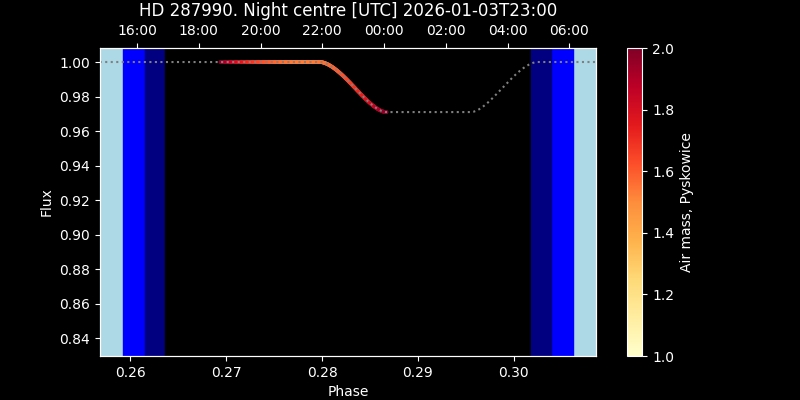 HD 287990. Night centre [UTC] 2026-01-03T23:00
16:00 18:00 20:00 22:00 00:00 02:00 04:00 06:00
1.00
0.98
0.96
0.94
0.92
0.90
0.88
0.86
0.84
Flux
0.26 0.27 0.28 0.29 0.30
Phase
2.0
1.8
1.6
1.4
1.2
1.0
Air mass, Pyskowice